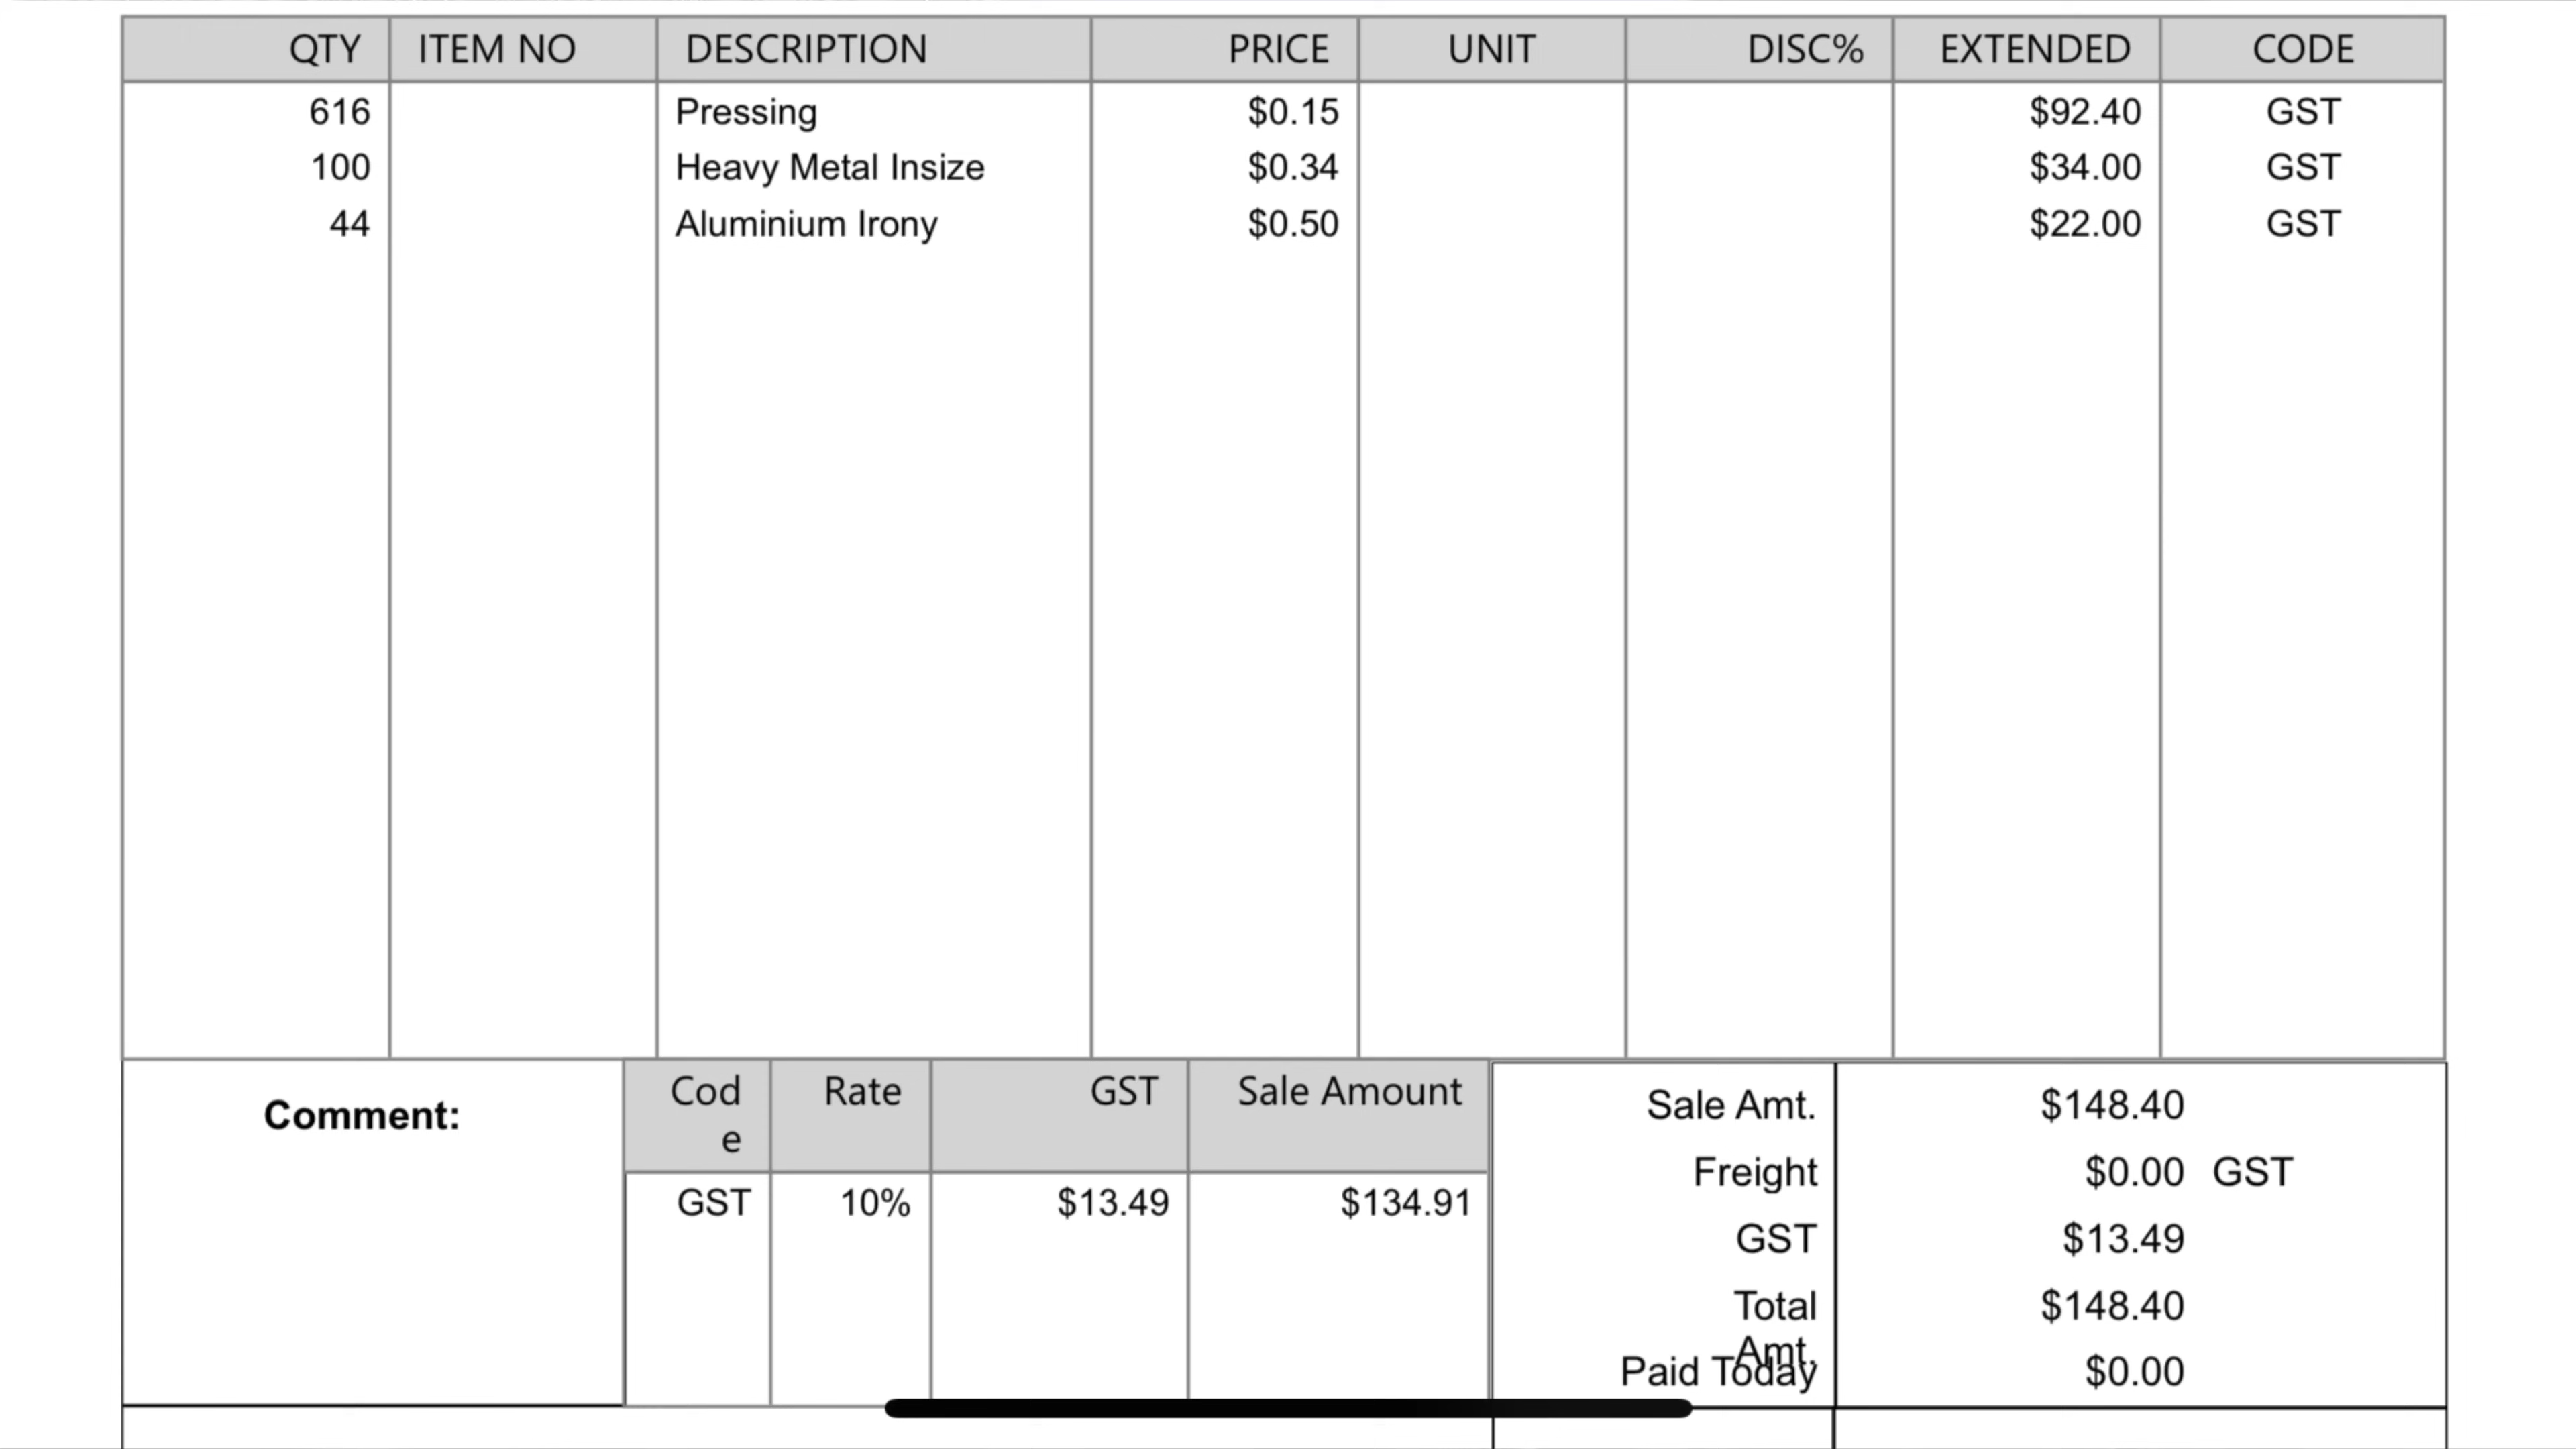 QTY ITEM NO DESCRIPTION PRICE UNIT DISC% EXTENDED CODE
616 Pressing $0.15 $92.40 GST
100 Heavy Metal Insize $0.34 $34.00 GST
44 Aluminium Irony $0.50 $22.00 GST
Comment:
Cod
e
Rate GST Sale Amount
GST 10% $13.49 $134.91
Sale Amt. $148.40
Freight $0.00 GST
GST $13.49
Total $148.40
Amt.
Paid Today $0.00